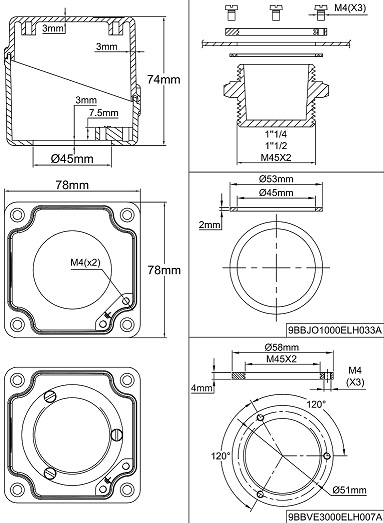 3mm
3mm
74mm
3mm
7.5mm
Ø45mm
M4(X3)
1"1/4
1"1/2
M45X2
78mm
M4(x2)
78mm
Ø53mm
Ø45mm
2mm
9BBJO1000ELH033A
Ø58mm
M45X2
4mm
M4
(X3)
120°
120°
Ø51mm
9BBVE3000ELH007A